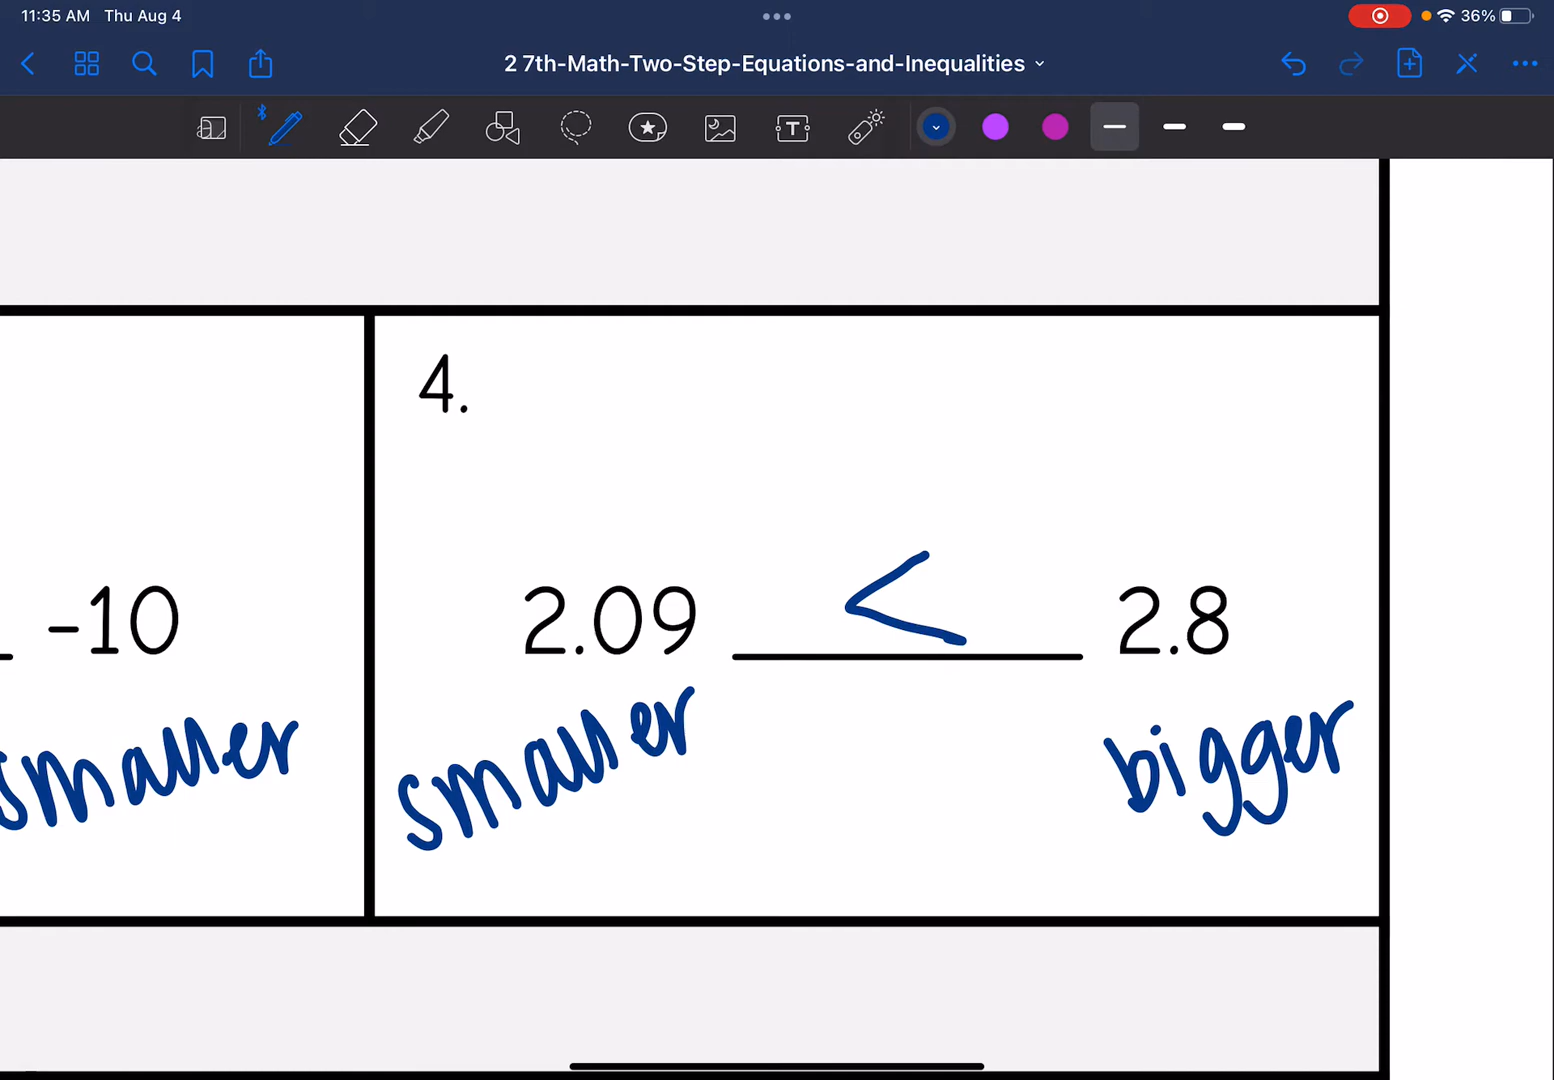 11:35 AM Thu Aug 4
36%
2 7th-Math-Two-Step-Equations-and-Inequalities
T
4.
-10
2.09 < 2.8
smaller
smaller
bigger